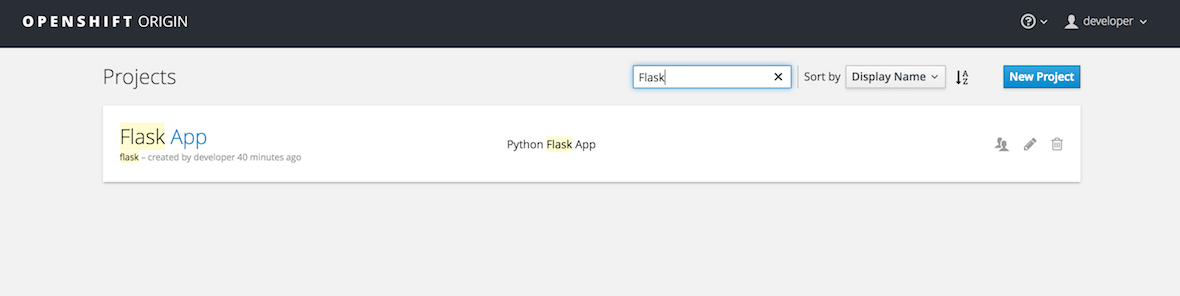 OPENSHIFT ORIGIN
developer
Projects
Flask
Sort by
Display Name
New Project
Flask App
flask – created by developer 40 minutes ago
Python Flask App